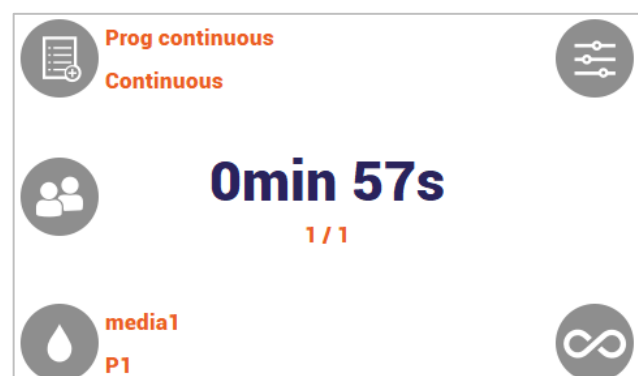 Prog continuous
Continuous
0min 57s
1 / 1
media1
P1